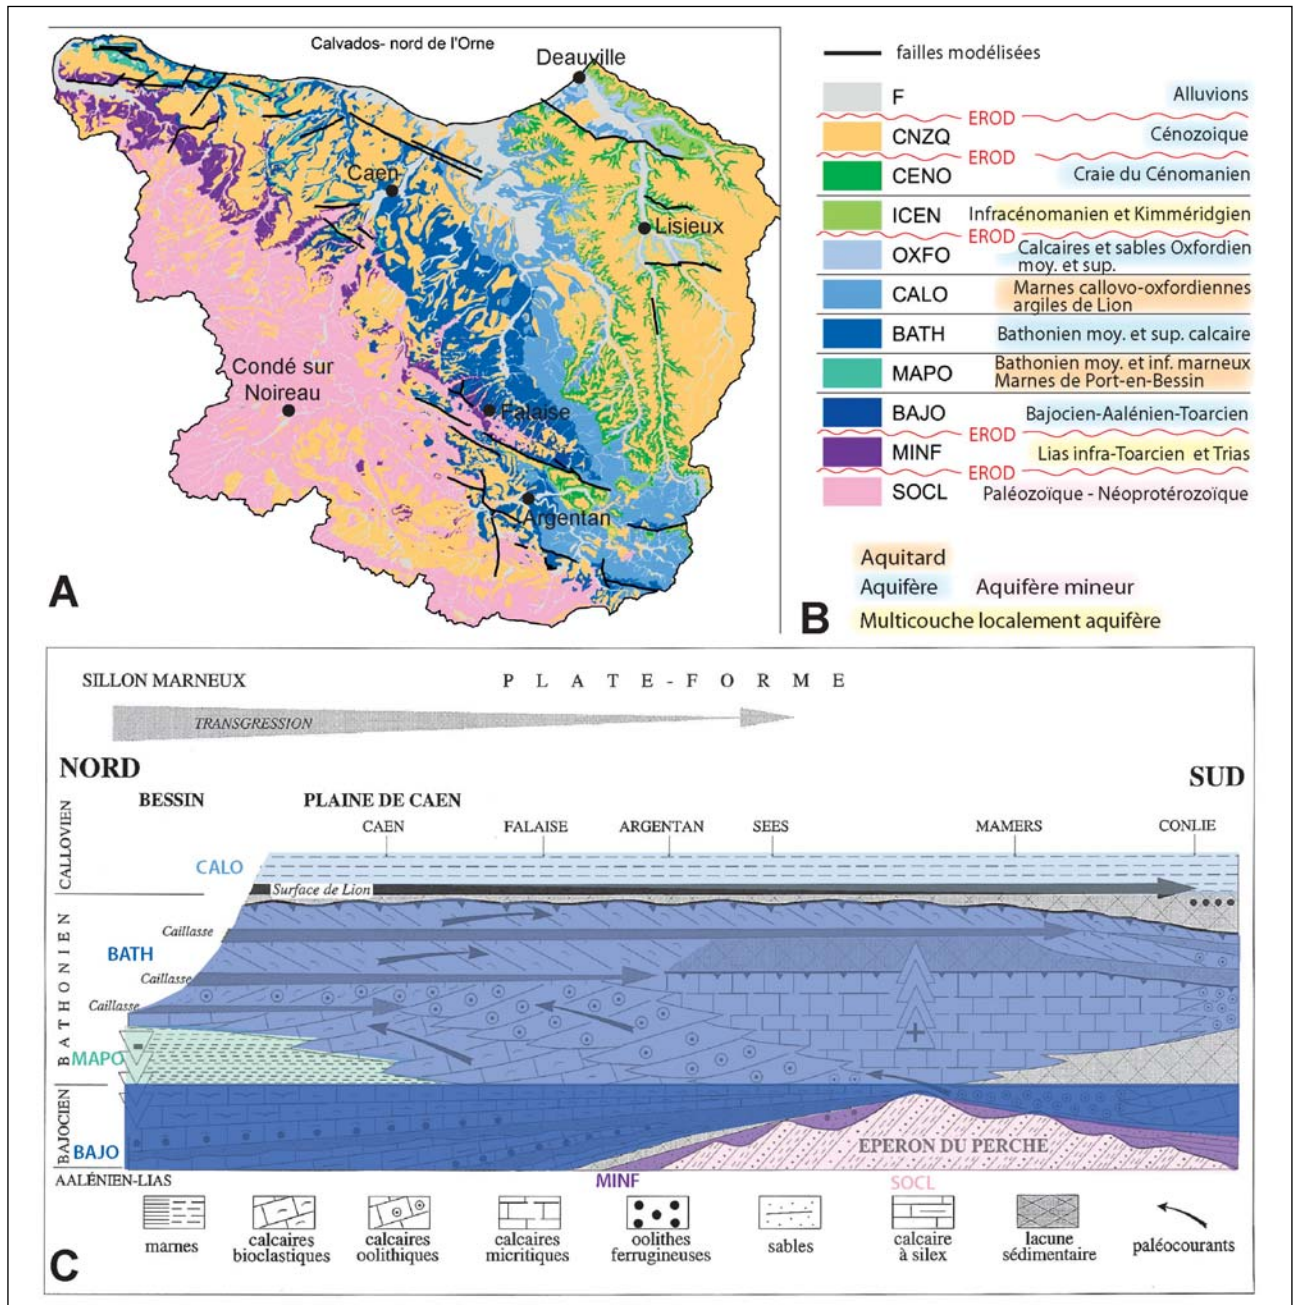 Calvados- nord de l'Orne
Deauville
Caen
Lisieux
Condé sur
Noireau
Falaise
Argentan
A
failles modélisées
F Alluvions
EROD
CNZQ Cénozoique
EROD
CENO Craie du Cénomanien
ICEN Infracénomanien et Kimméridgien
EROD
OXFO Calcaires et sables Oxfordien
moy. et sup.
CALO Marnes callovo-oxfordiennes
argiles de Lion
BATH Bathonien moy. et sup. calcaire
MAPO Bathonien moy. et inf. marneux
Marnes de Port-en-Bessin
BAJO Bajocien-Aalénien-Toarcien
EROD
MINF Lias infra-Toarcien et Trias
EROD
SOCL Paléozoïque - Néoprotérozoïque
Aquitard
Aquifère Aquifère mineur
B
Multicouche localement aquifère
SILLON MARNEUX PLATE-FORME
TRANSGRESSION
NORD
SUD
BESSIN PLAINE DE CAEN
CAEN FALAISE ARGENTAN SEES MAMERS CONLIE
CALLOVIEN
CALO
Surface de Lion
BATHONIEN
Caillasse
BATH
Caillasse
Caillasse
MAPO
BAJOCIEN
BAJO
EPERON DU PERCHE
AALÉNIEN-LIAS
MINF
SOCL
marnes
calcaires
bioclastiques
calcaires
oolithiques
calcaires
micritiques
oolithes
ferrugineuses
sables
calcaire
à silex
lacune
sédimentaire
paléocourants
C